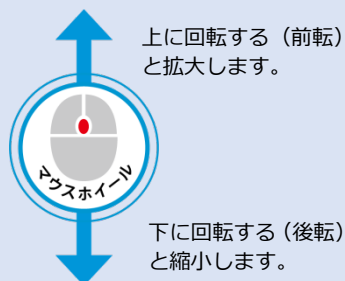 上に回転する（前転）
と拡大します。
マウスホイール
下に回転する（後転）
と縮小します。